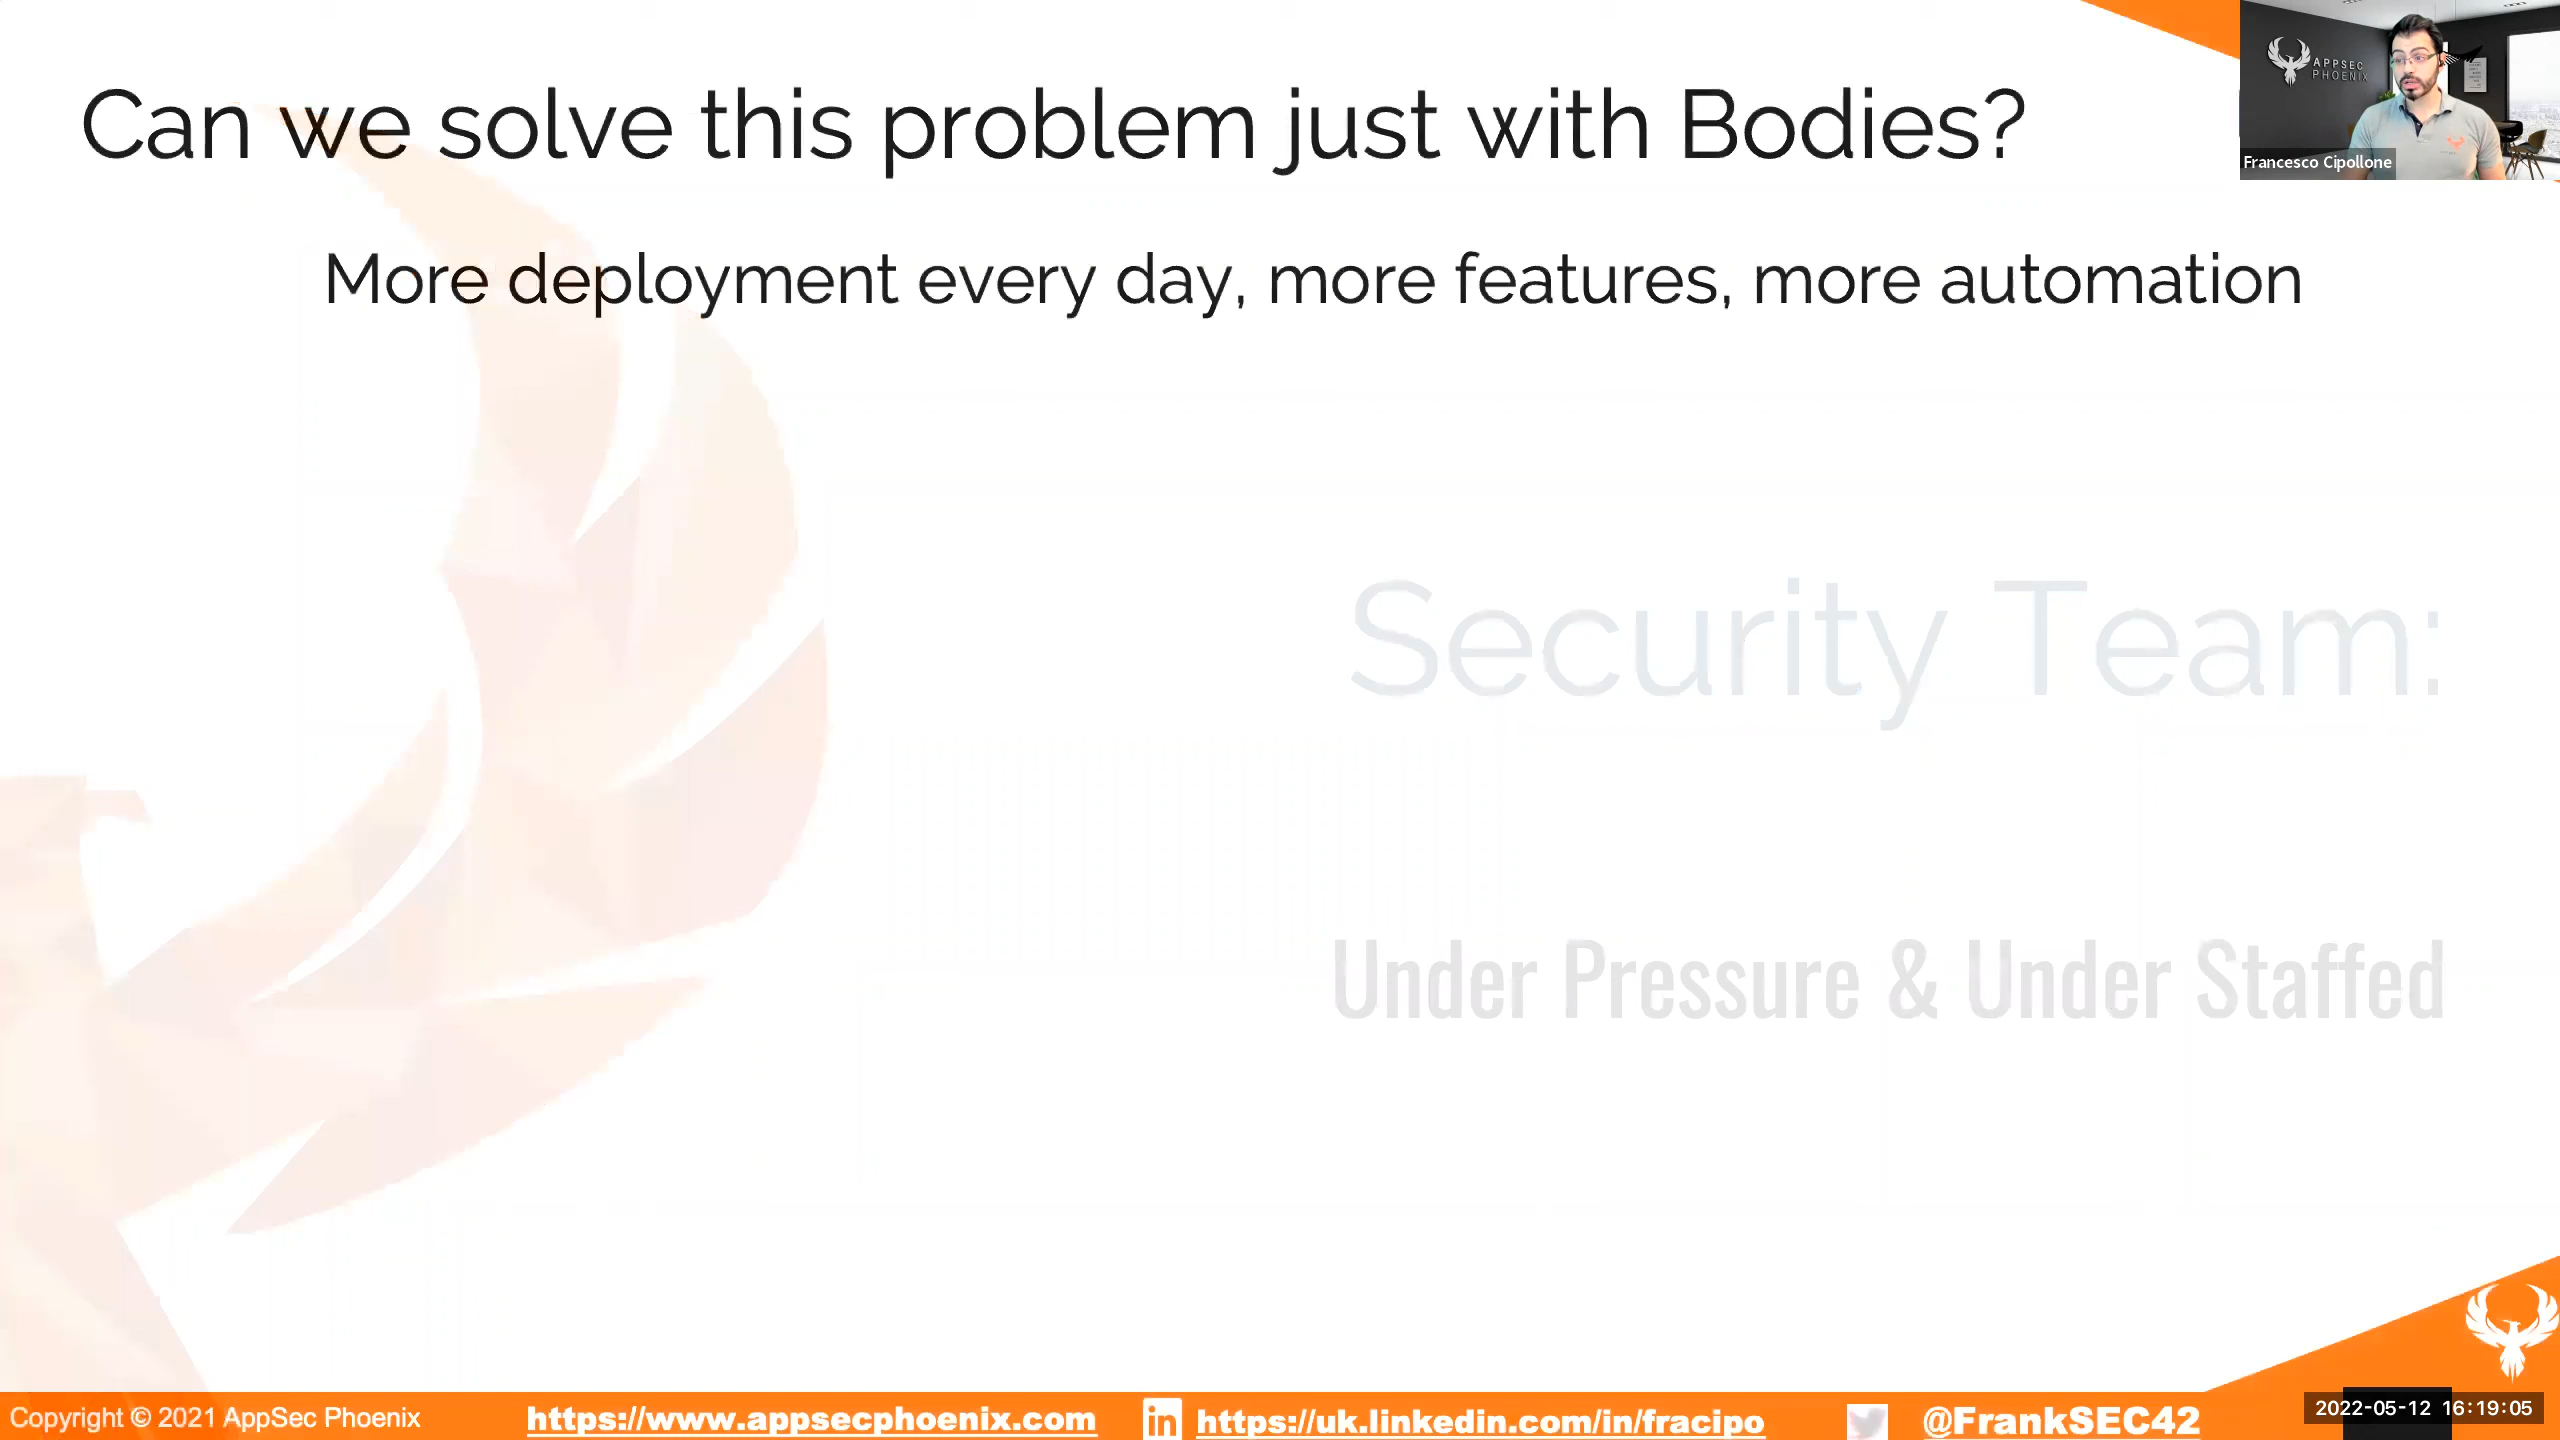 Can we solve this problem just with Bodies?
APPSEC
PHOENIX
Francesco Cipollone
More deployment every day, more features, more automation
Security Team:
Under Pressure & Under Staffed
Copyright © 2021 AppSec Phoenix
https://www.appsecphoenix.com
in
https://uk.linkedin.com/in/fracipo
@FrankSEC42
2022-05-12 16:19:05